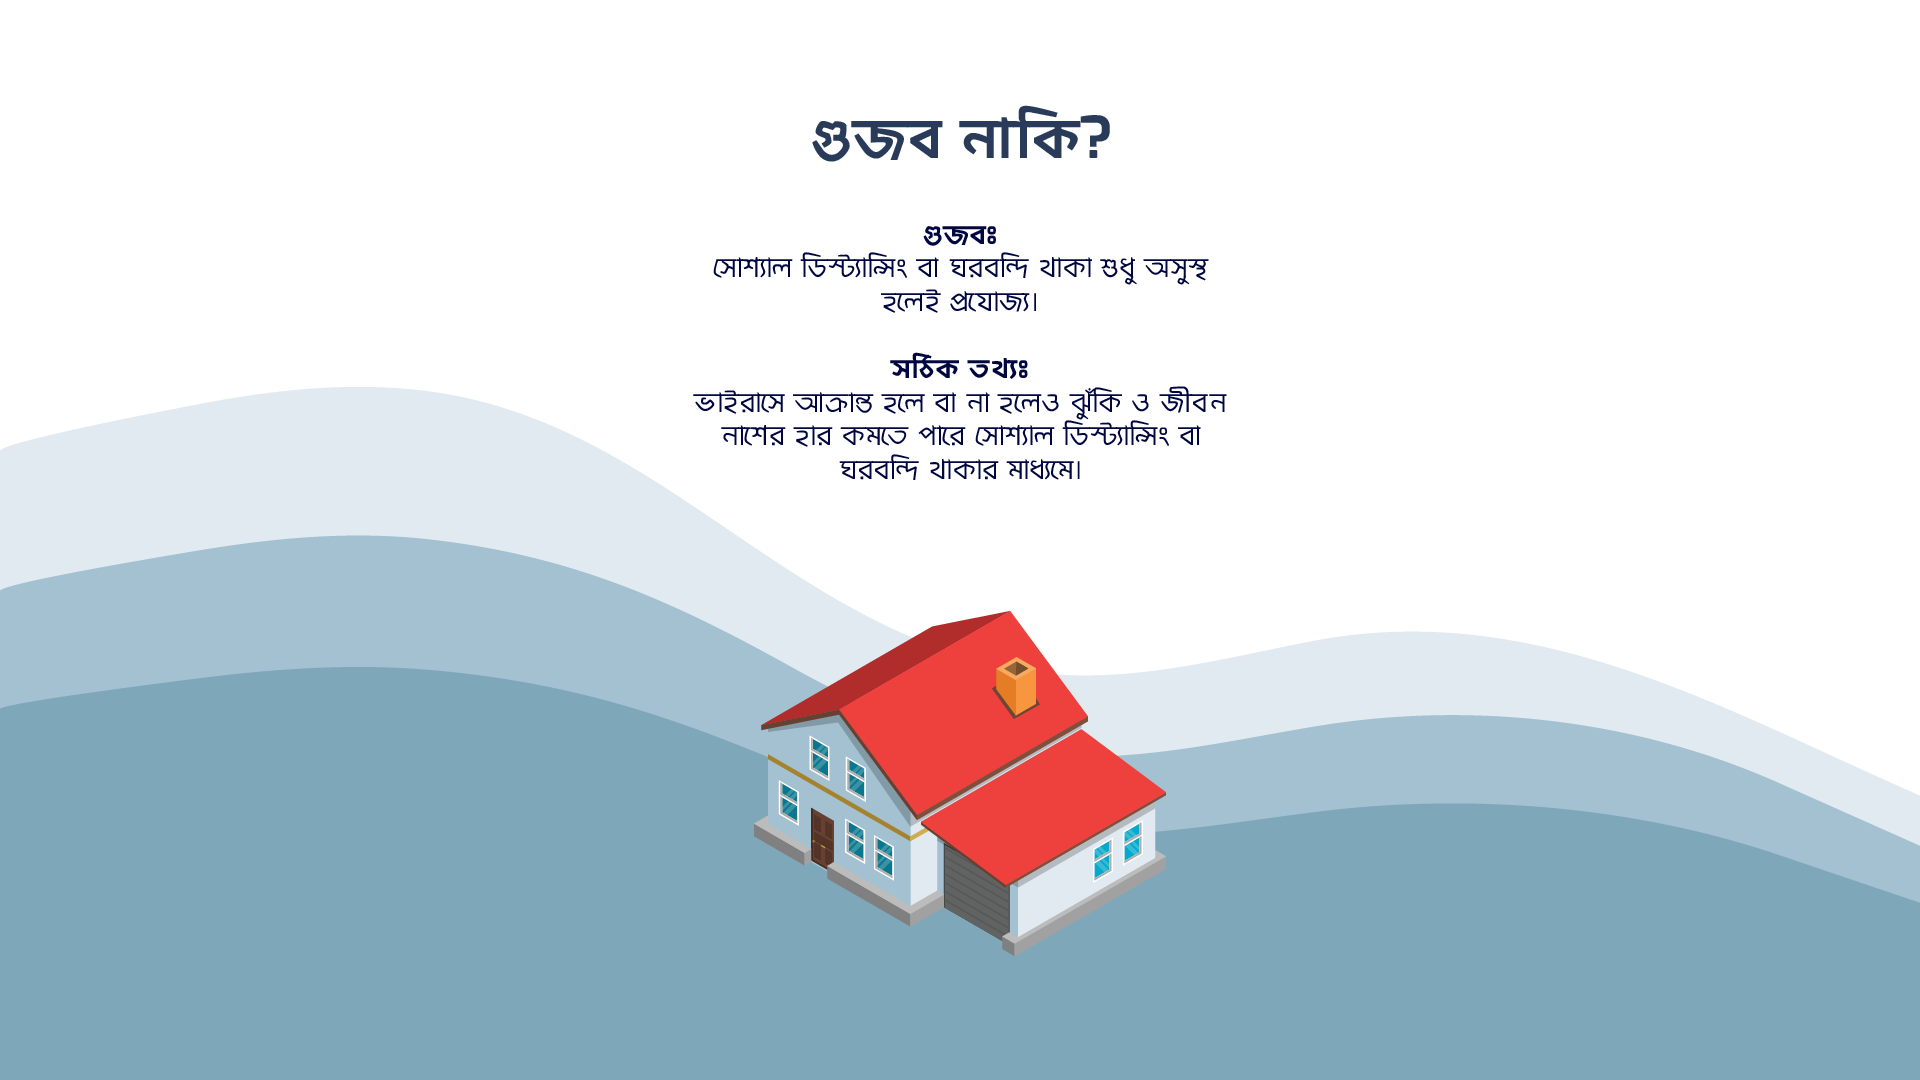 গুজব নাকি?
গুজবঃ
সোশ্যাল ডিস্ট্যান্সিং বা ঘরবন্দি থাকা শুধু অসুস্থ
হলেই প্রযোজ্য।
সঠিক তথ্যঃ
ভাইরাসে আক্রান্ত হলে বা না হলেও ঝুঁকি ও জীবন
নাশের হার কমতে পারে সোশ্যাল ডিস্ট্যান্সিং বা
ঘরবন্দি থাকার মাধ্যমে।